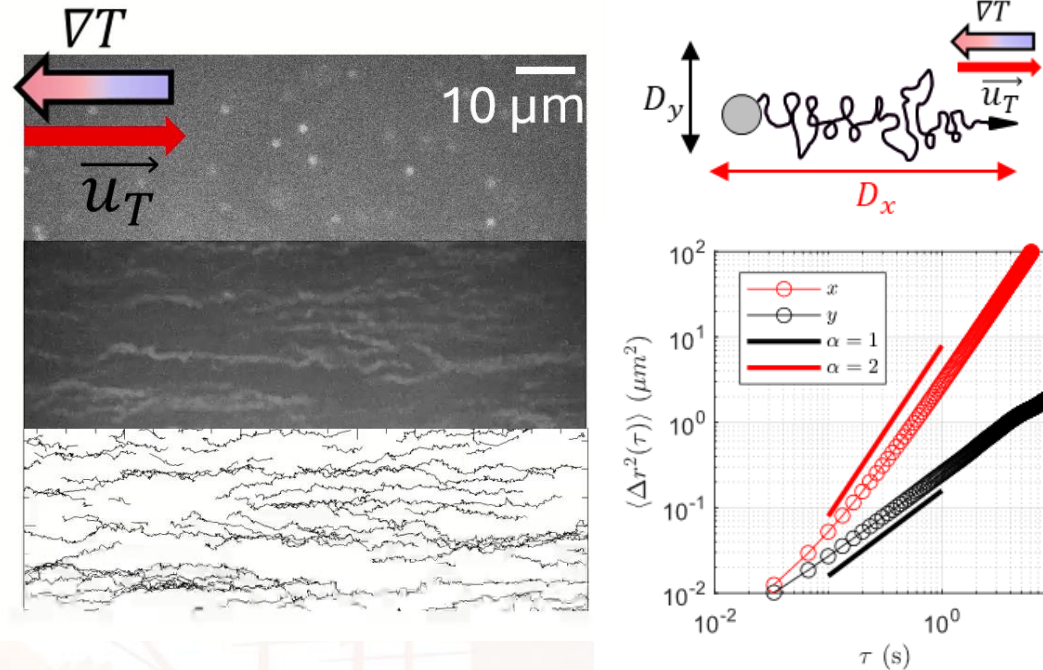 ∇T
10 μm
u_T
∇T
u_T
D_y
D_x
10^2
10^1
10^0
10^-1
10^-2
⟨Δr²(τ)⟩ (μm²)
x
y
α = 1
α = 2
10^-2
10^0
τ (s)